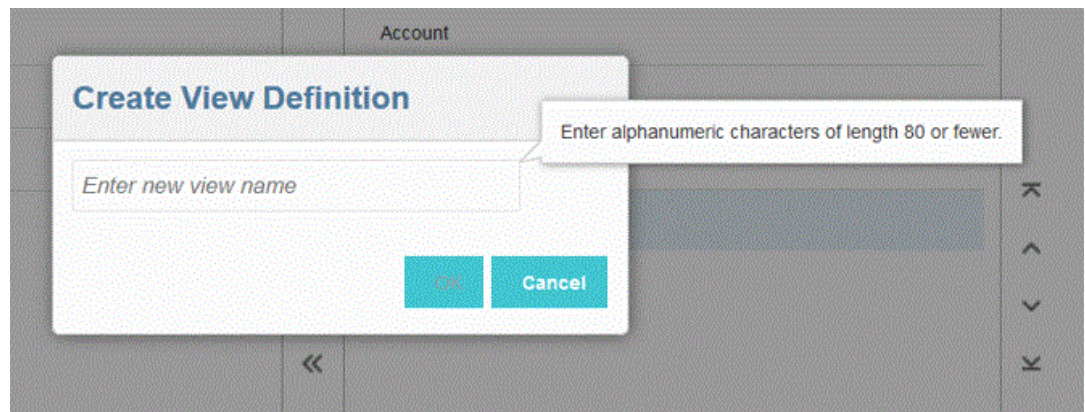 Account
Create View Definition
Enter alphanumeric characters of length 80 or fewer.
Enter new view name
OK Cancel